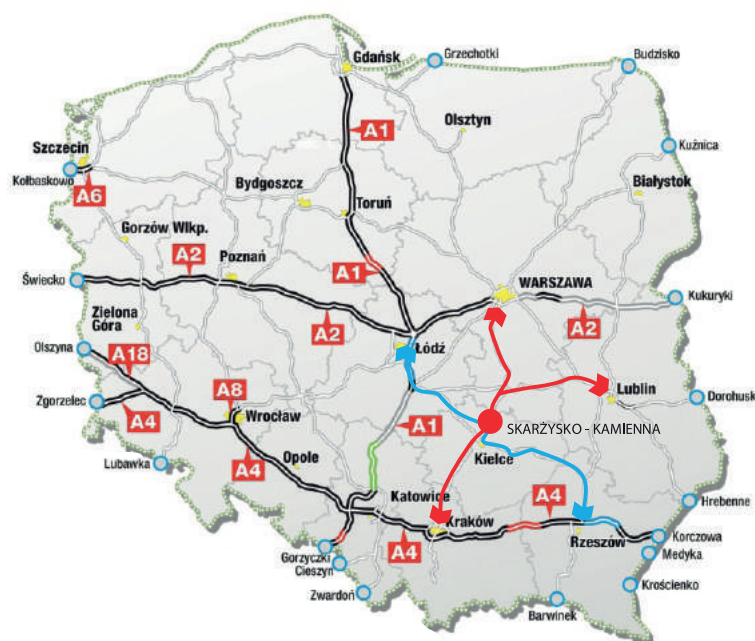 Gdańsk
Grzechotki
Budzisko
A1
Olsztyn
Szczecin
Kuźnica
Kołbaskowo
A6
Bydgoszcz
Białystok
Toruń
Gorzów Wlkp.
A2
Poznań
A1
WARSZAWA
Świecko
Kukuryki
Zielona
Góra
A2
A2
Olszyna
Łódź
A18
Lublin
Dorohusk
A8
Zgorzelec
A4
Wrocław
A1
SKARŻYSKO - KAMIENNA
Lubawka
A4
Opole
Kielce
Katowice
A4
Hrebenne
Kraków
Korczowa
Gorzyczki
A4
Rzeszów
Medyka
Cieszyn
Krościenko
Zwardoń
Barwinek